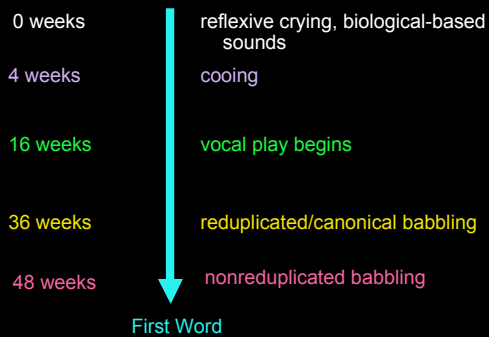 0 weeks reflexive crying, biological-based
sounds
4 weeks cooing
16 weeks vocal play begins
36 weeks reduplicated/canonical babbling
48 weeks nonreduplicated babbling
First Word